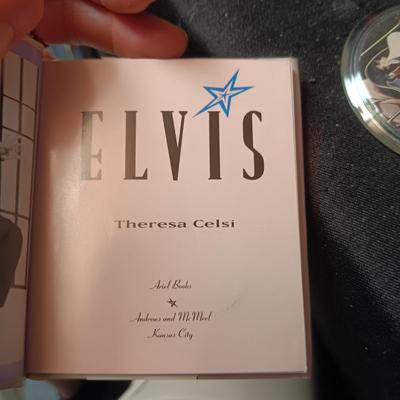 ELVIS
Theresa Celsi
Ariel Books
Andrews and McMeel
Kansas City